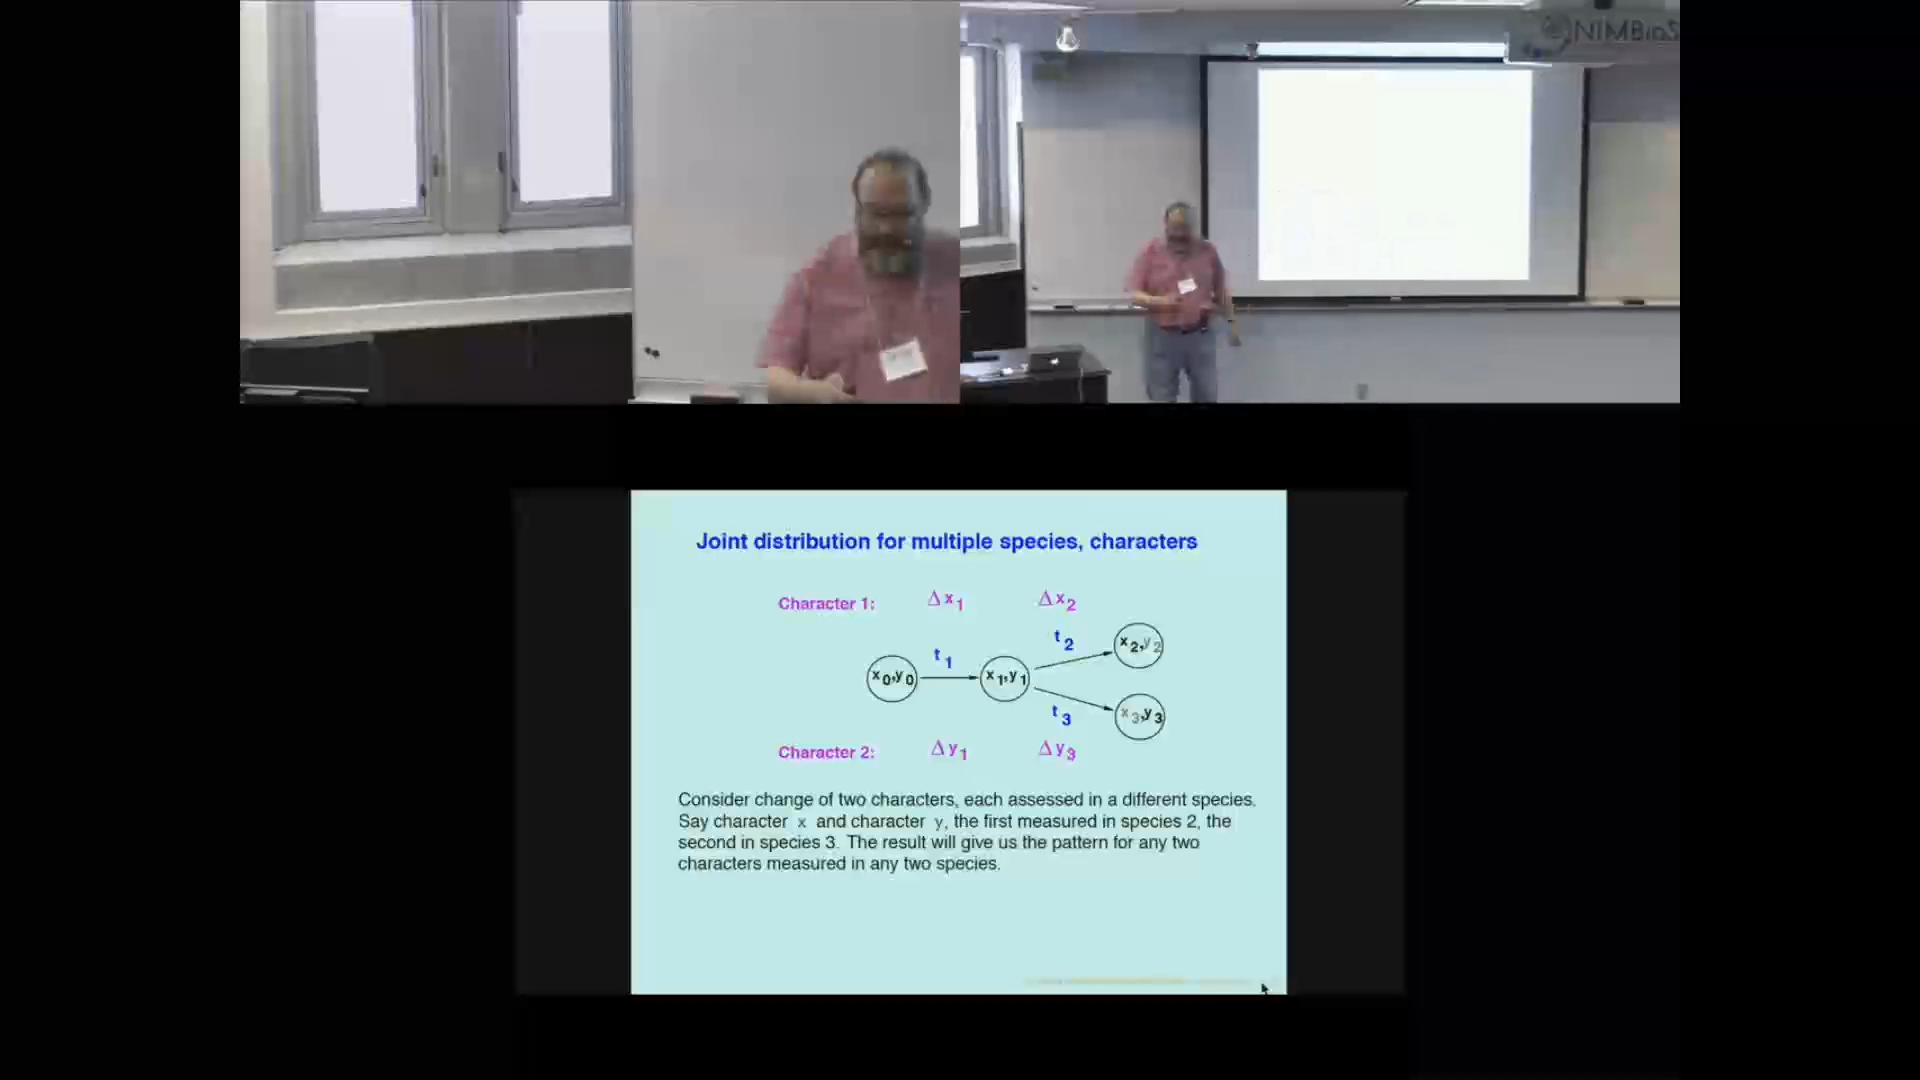 NIMBioS
Joint distribution for multiple species, characters
Character 1: Δx1 Δx2
t1 t2
x0,y0 x1,y1 x2,y2
t3 x3,y3
Character 2: Δy1 Δy3
Consider change of two characters, each assessed in a different species.
Say character x and character y, the first measured in species 2, the
second in species 3. The result will give us the pattern for any two
characters measured in any two species.